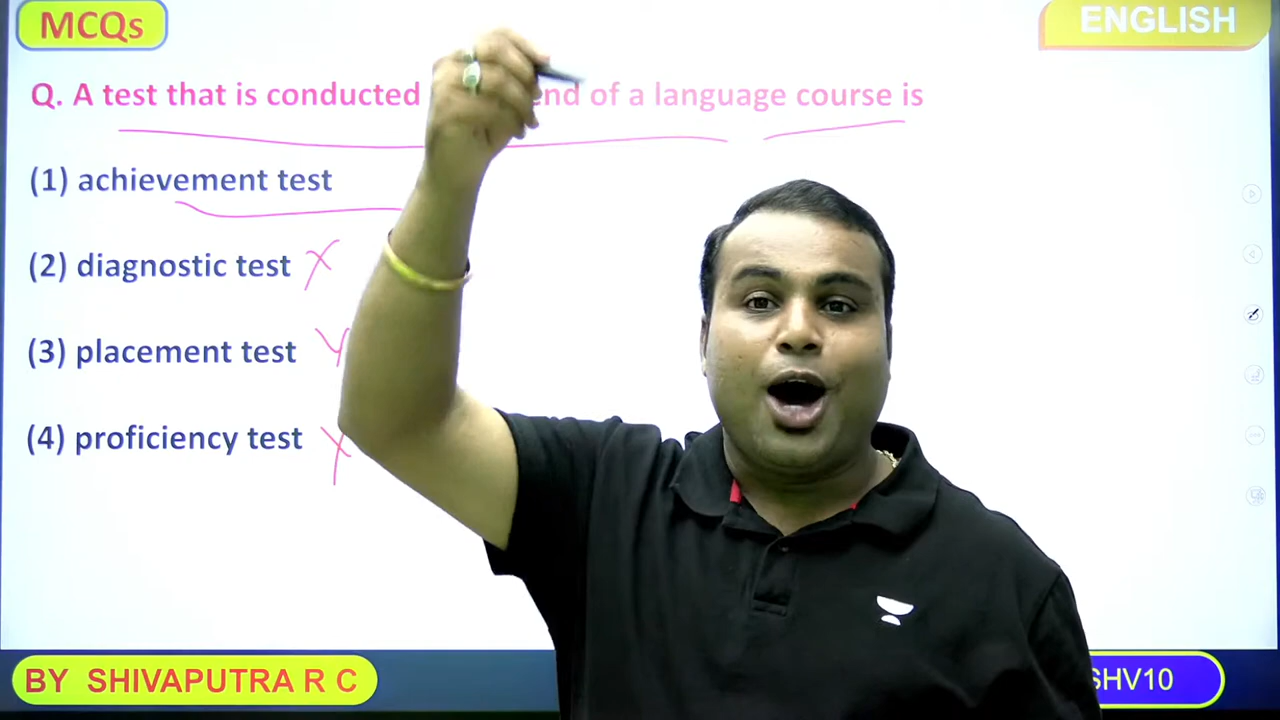 MCQs
ENGLISH
Q. A test that is conducted end of a language course is
(1) achievement test
(2) diagnostic test
(3) placement test
(4) proficiency test
BY SHIVAPUTRA R C
SHV10